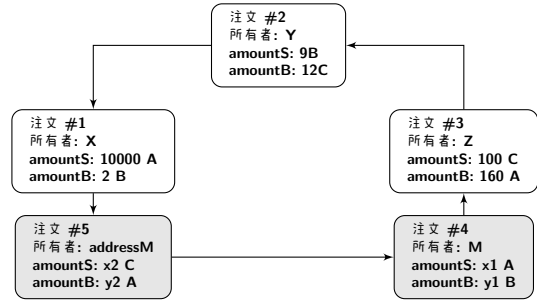 注文 #2
所有者: Y
amountS: 9B
amountB: 12C
注文 #1
所有者: X
amountS: 10000 A
amountB: 2 B
注文 #3
所有者: Z
amountS: 100 C
amountB: 160 A
注文 #5
所有者: addressM
amountS: x2 C
amountB: y2 A
注文 #4
所有者: M
amountS: x1 A
amountB: y1 B